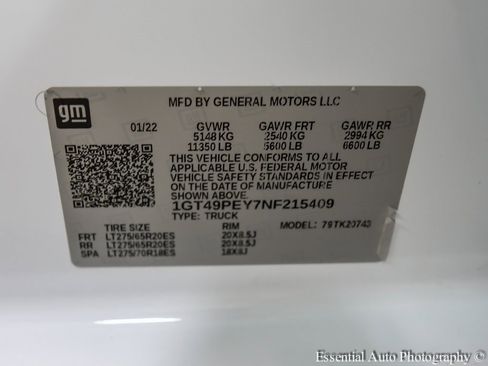 gm
MFD BY GENERAL MOTORS LLC
01/22 GVWR GAWR FRT GAWR RR
5148 KG 2540 KG 2994 KG
11350 LB 5600 LB 6600 LB
THIS VEHICLE CONFORMS TO ALL
APPLICABLE U.S. FEDERAL MOTOR
VEHICLE SAFETY STANDARDS IN EFFECT
ON THE DATE OF MANUFACTURE
SHOWN ABOVE.
1GT49PEY7NF215409
TYPE: TRUCK
TIRE SIZE RIM MODEL: 79TK20743
FRT LT275/65R20ES 20X8.5J
RR LT275/65R20ES 20X8.5J
SPA LT275/70R18ES 18X8J
Essential Auto Photography ©